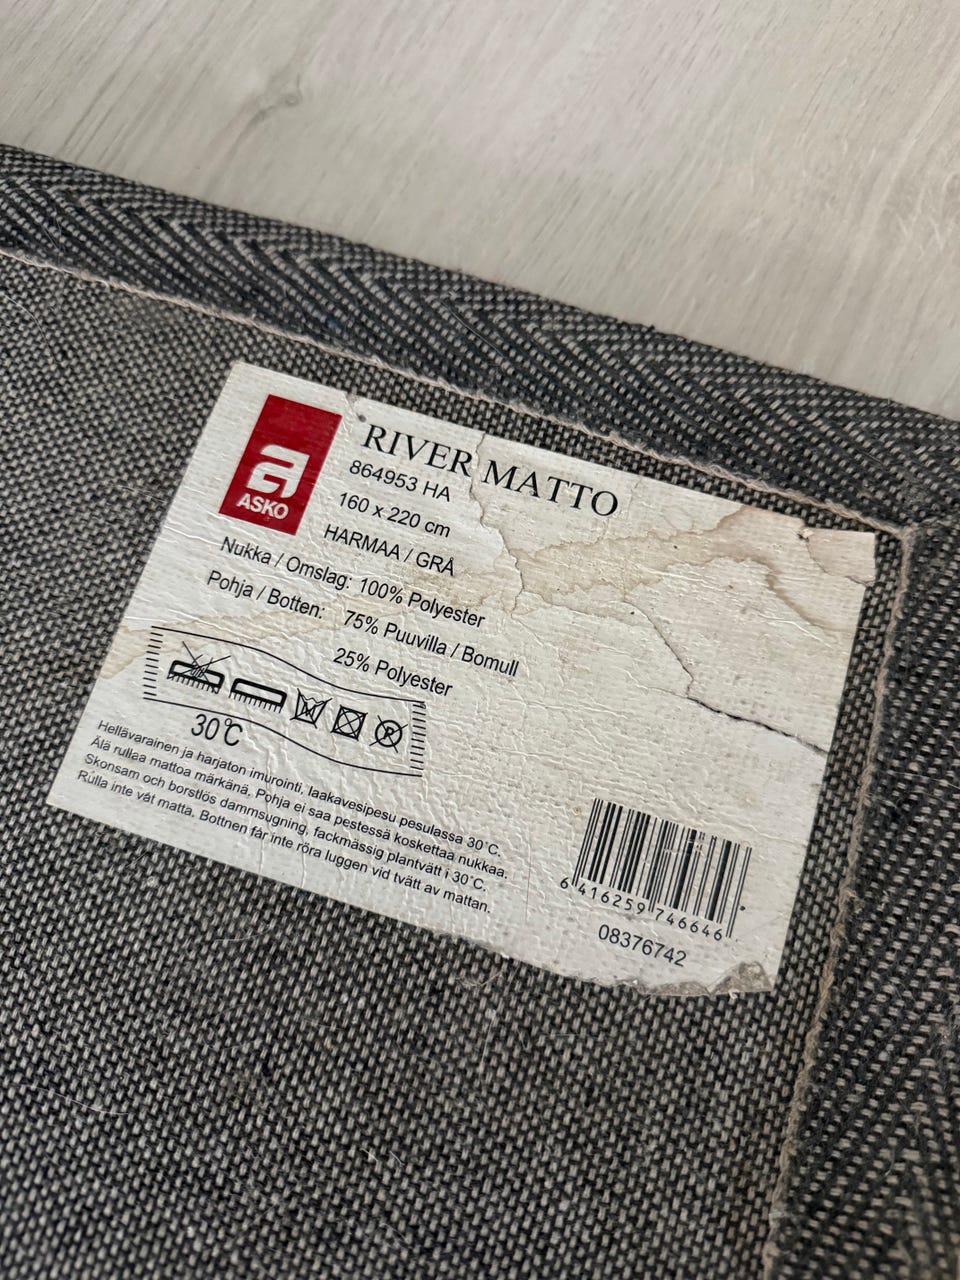 ASKO
RIVER MATTO
864953 HA
160 x 220 cm
HARMAA / GRÅ
Nukka / Omslag: 100% Polyester
Pohja / Botten: 75% Puuvilla / Bomull
25% Polyester
30°C
Hellävarainen ja harjaton imurointi, laakavesipesu pesulassa 30°C.
Älä rullaa mattoa märkänä. Pohja ei saa pestessä koskettaa nukkaa.
Skonsam och borstlös dammsugning, fackmässig plantvätt i 30°C.
Rulla inte våt matta. Bottnen får inte röra luggen vid tvätt av mattan.
6 416259 746646
08376742